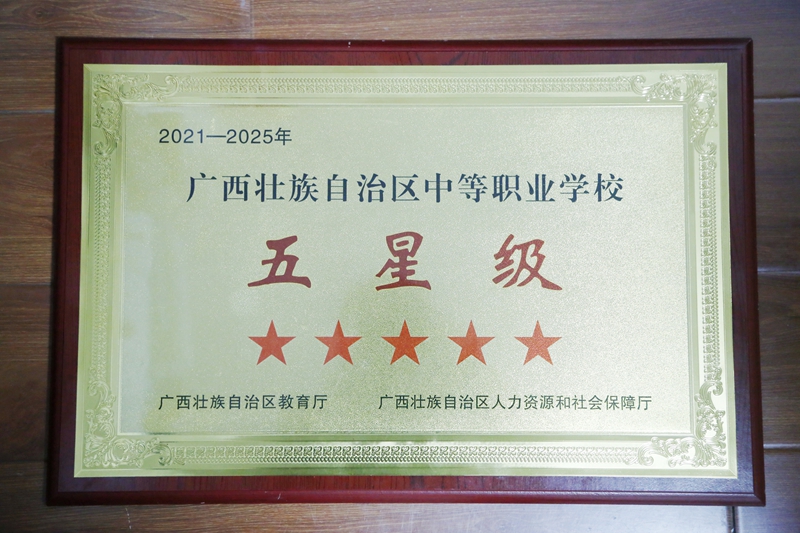 2021—2025年
广西壮族自治区中等职业学校
五星级
广西壮族自治区教育厅 广西壮族自治区人力资源和社会保障厅